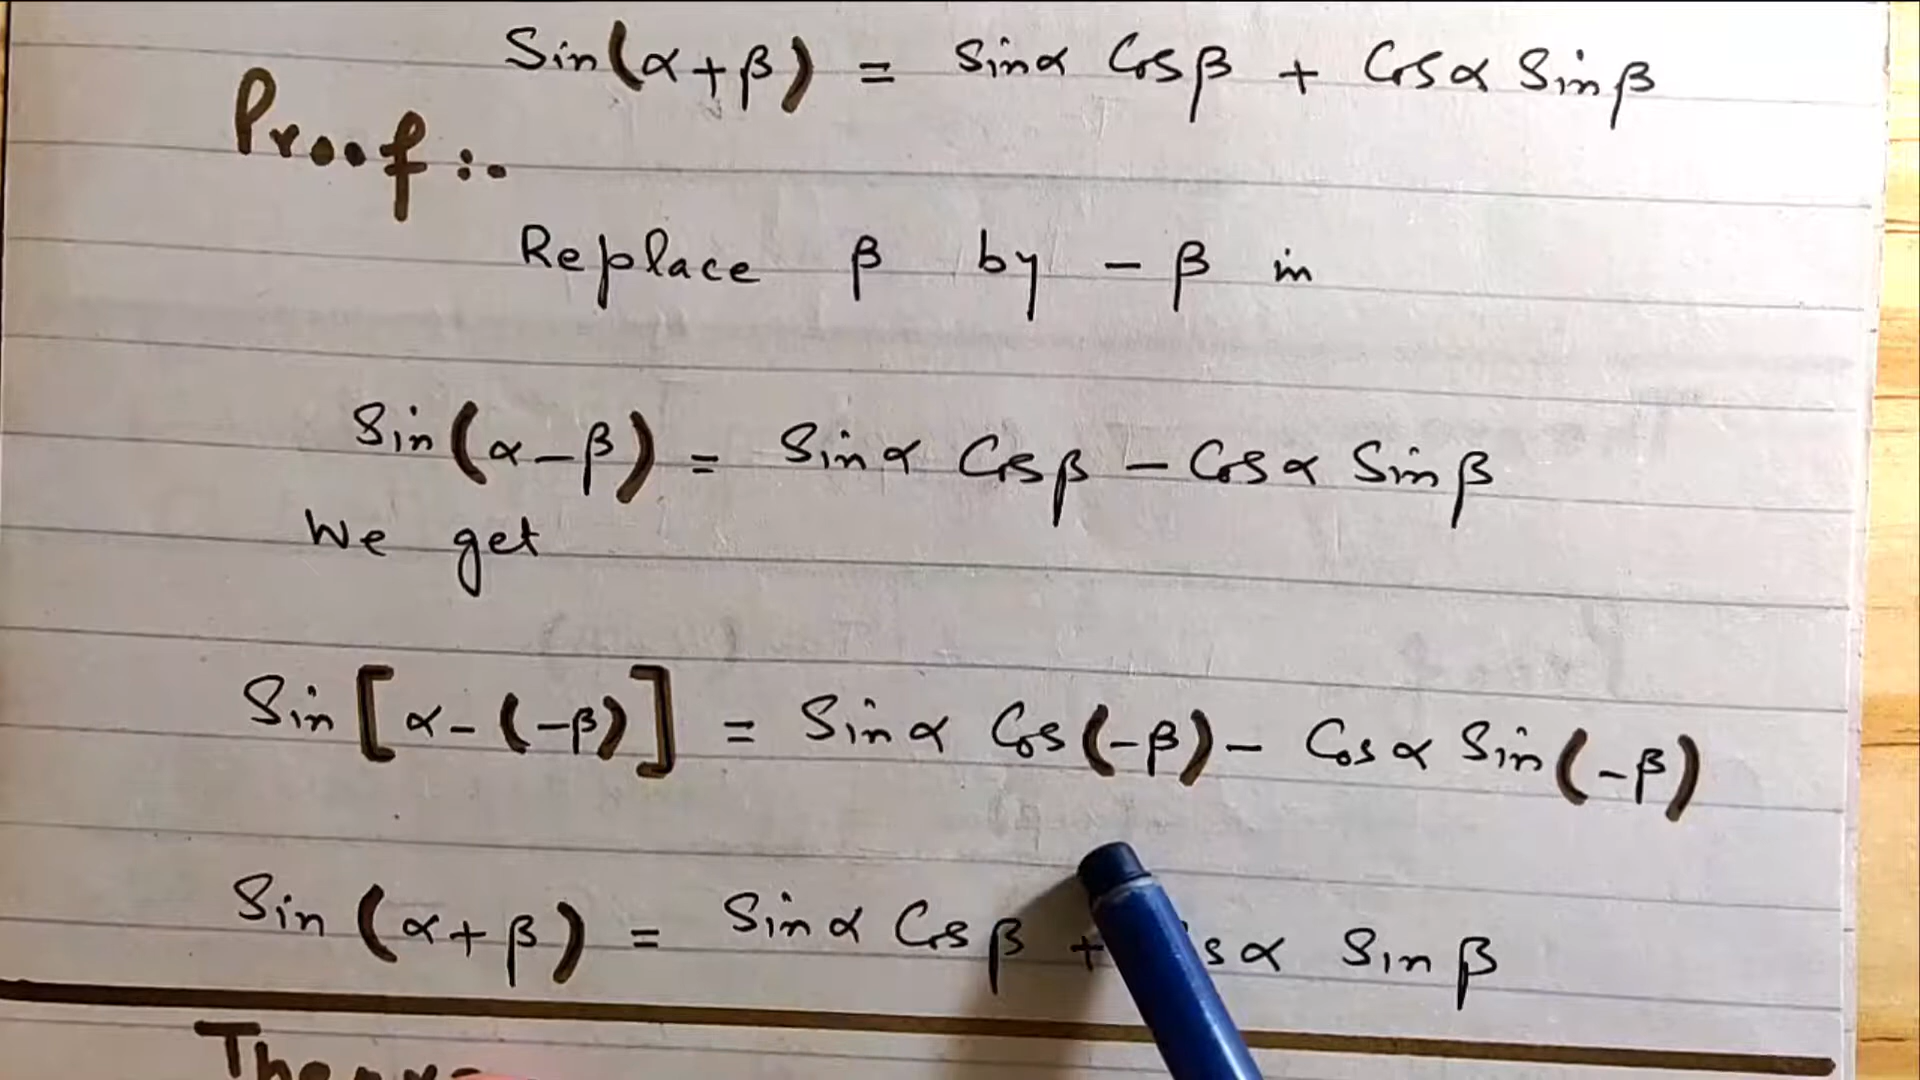 Sin(α+β) = Sinα Cosβ + Cosα Sinβ
Proof :-
Replace β by -β in
Sin(α-β) = Sinα Cosβ - Cosα Sinβ
We get
Sin[α-(-β)] = Sinα Cos(-β) - Cosα Sin(-β)
Sin(α+β) = Sinα Cosβ + sα Sinβ